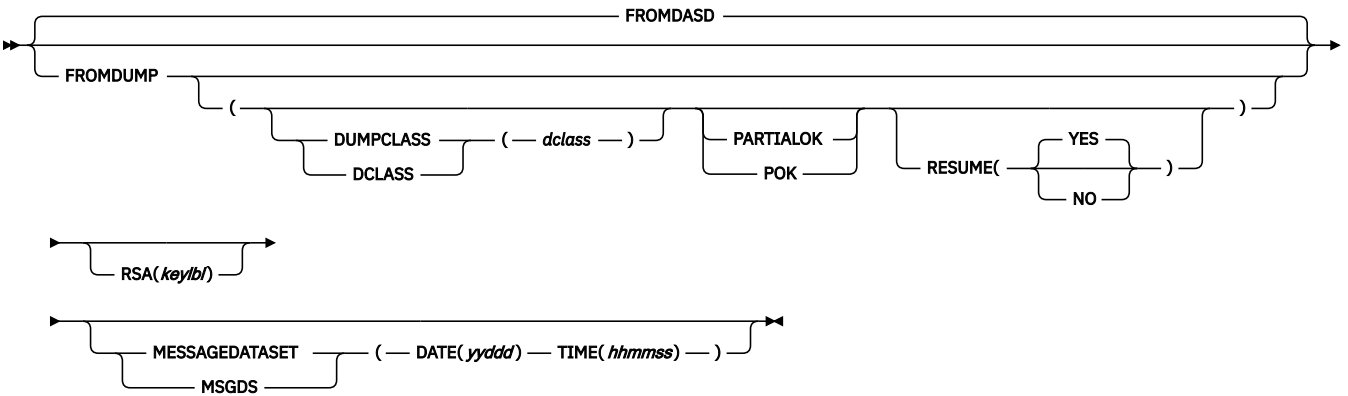 FROMDASD
FROMDUMP
(
DUMPCLASS
DCLASS
( dclass )
PARTIALOK
POK
RESUME(
YES
NO
)
)
RSA(keylbl)
MESSAGEDATASET
MSGDS
( DATE(yyddd) TIME(hhmmss) )